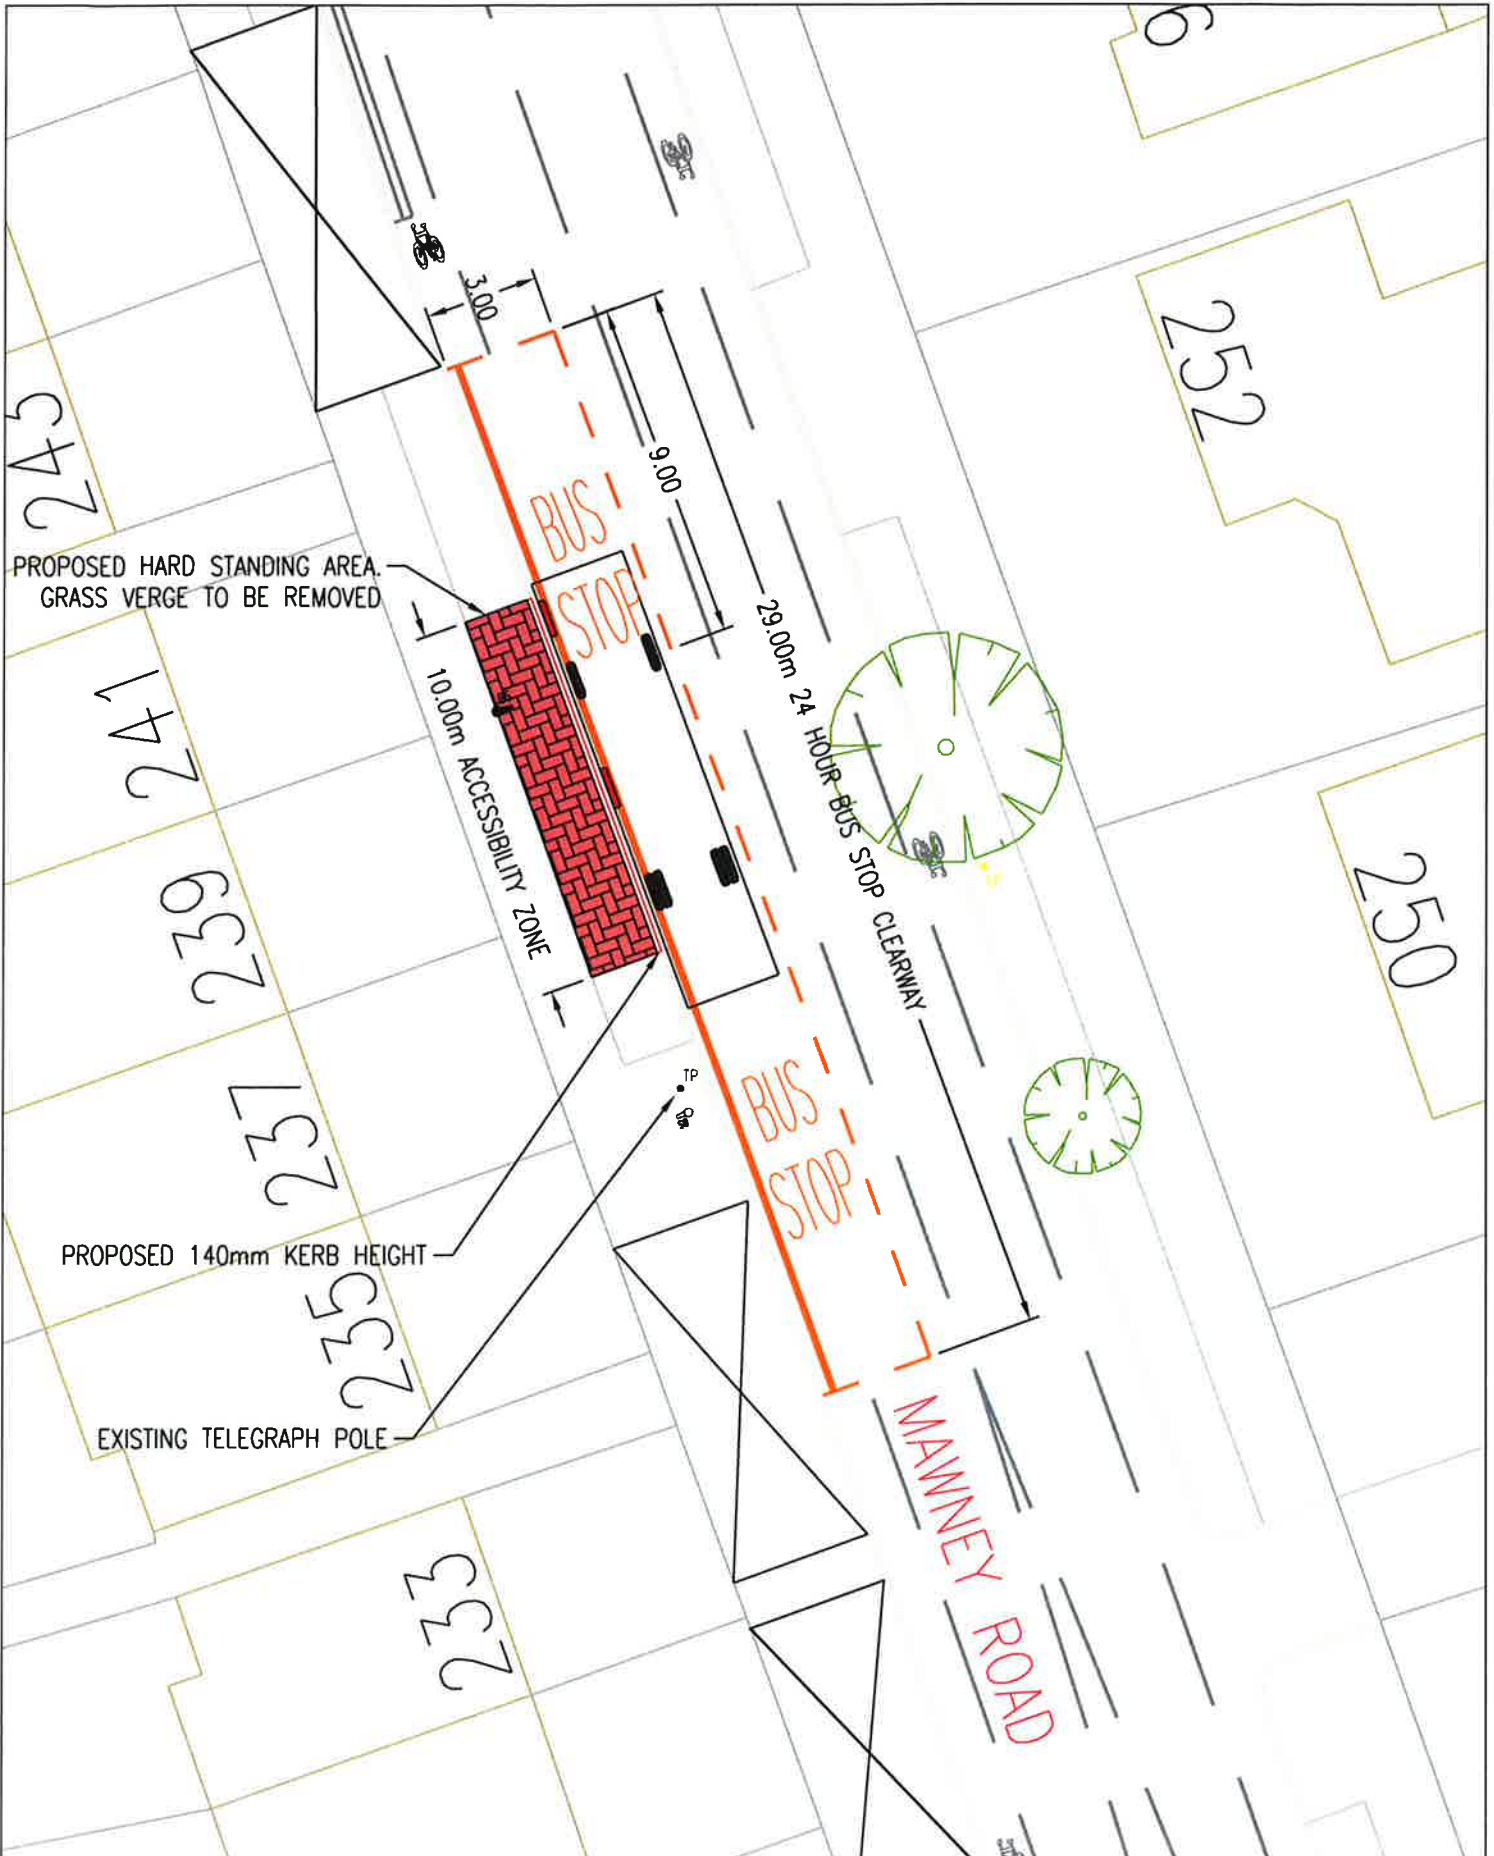 6
252
3.00
243
9.00
BUS
STOP
PROPOSED HARD STANDING AREA.
GRASS VERGE TO BE REMOVED
29.00m 24 HOUR BUS STOP CLEARWAY
241
10.00m ACCESSIBILITY ZONE
239
250
TP
BUS
STOP
237
PROPOSED 140mm KERB HEIGHT
235
EXISTING TELEGRAPH POLE
MAWNEY ROAD
233